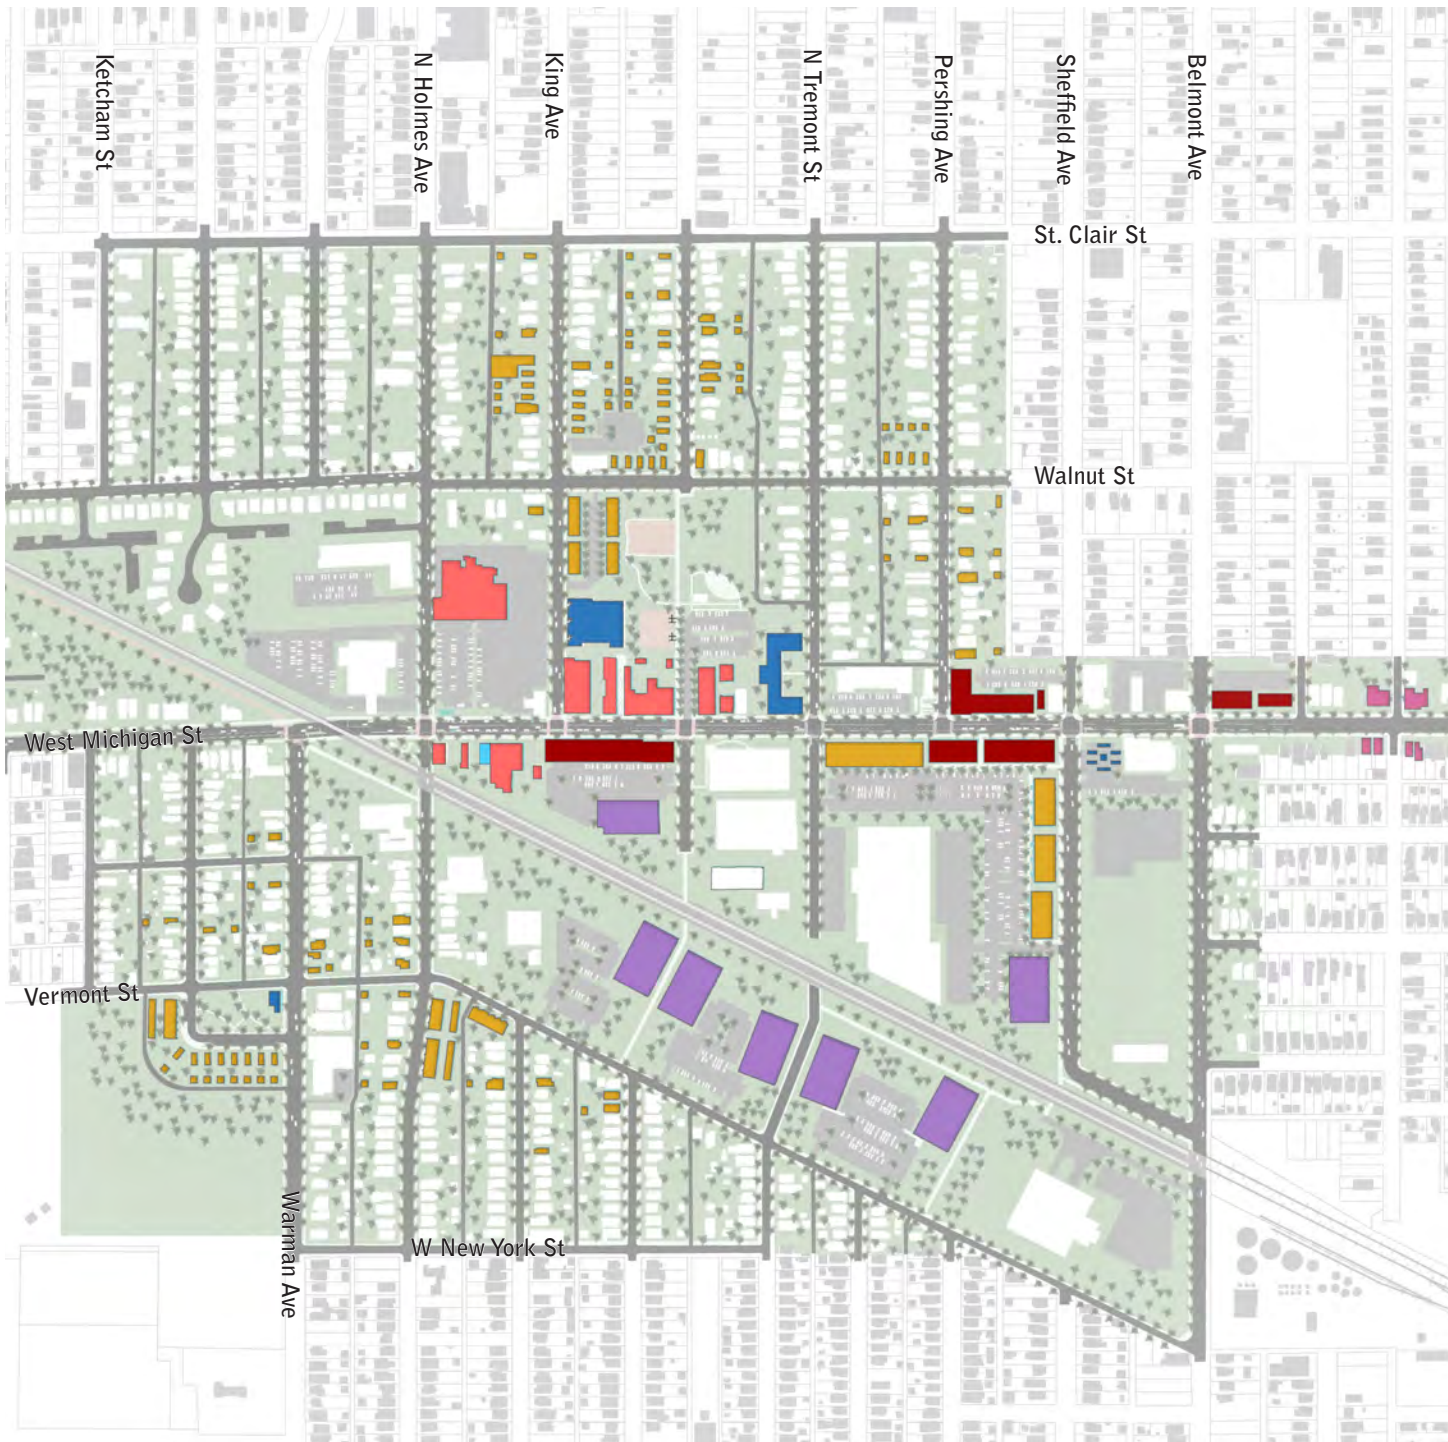 Ketcham St
N Holmes Ave
King Ave
N Tremont St
Pershing Ave
Sheffield Ave
Belmont Ave
St. Clair St
Walnut St
West Michigan St
Vermont St
Warman Ave
W New York St